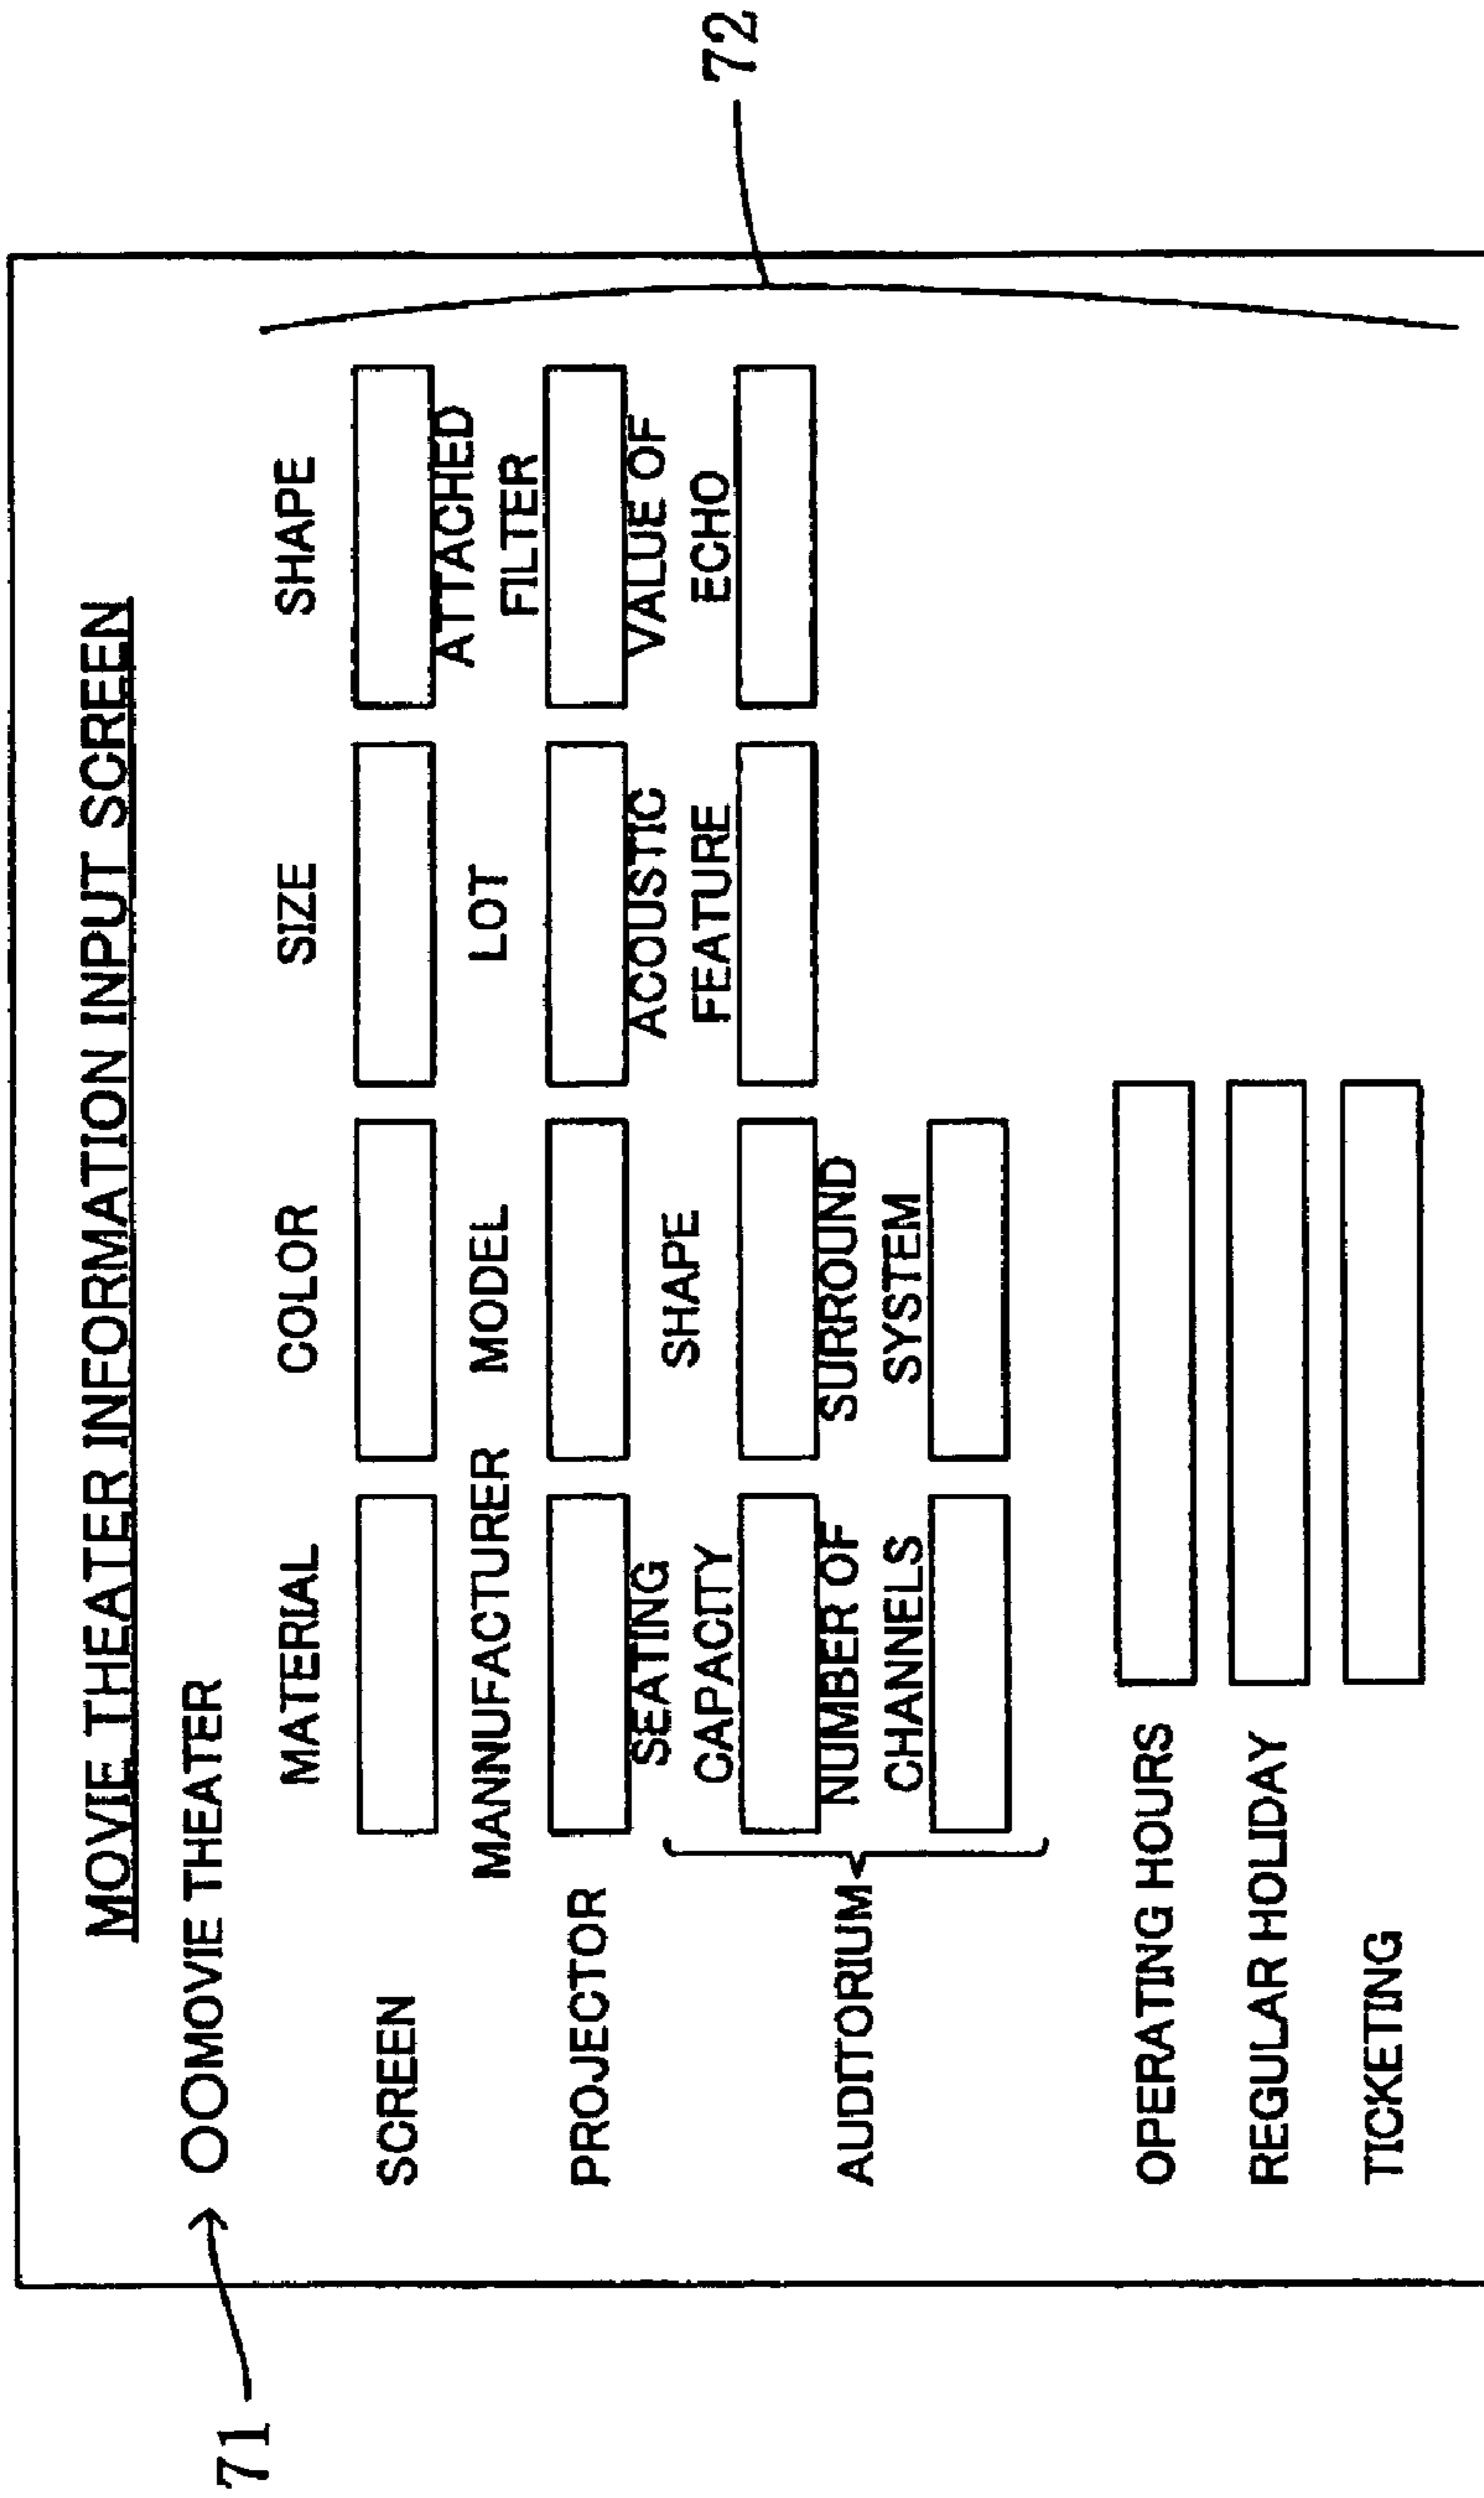 MOVIE THEATER INFORMATION INPUT SCREEN
71
○○MOVIE THEATER
72
MATERIAL COLOR SIZE SHAPE
SCREEN
MANNUFACTURER MODEL LOT ATTACHED FILTER
PROJECTOR
SEATING CAPACITY SHAPE ACOUSTIC FEATURE VALUE OF ECHO
AUDITORIUM
NUMBER OF CHANNELS SURROUND SYSTEM
OPERATING HOURS
REGULAR HOLIDAY
TICKETING